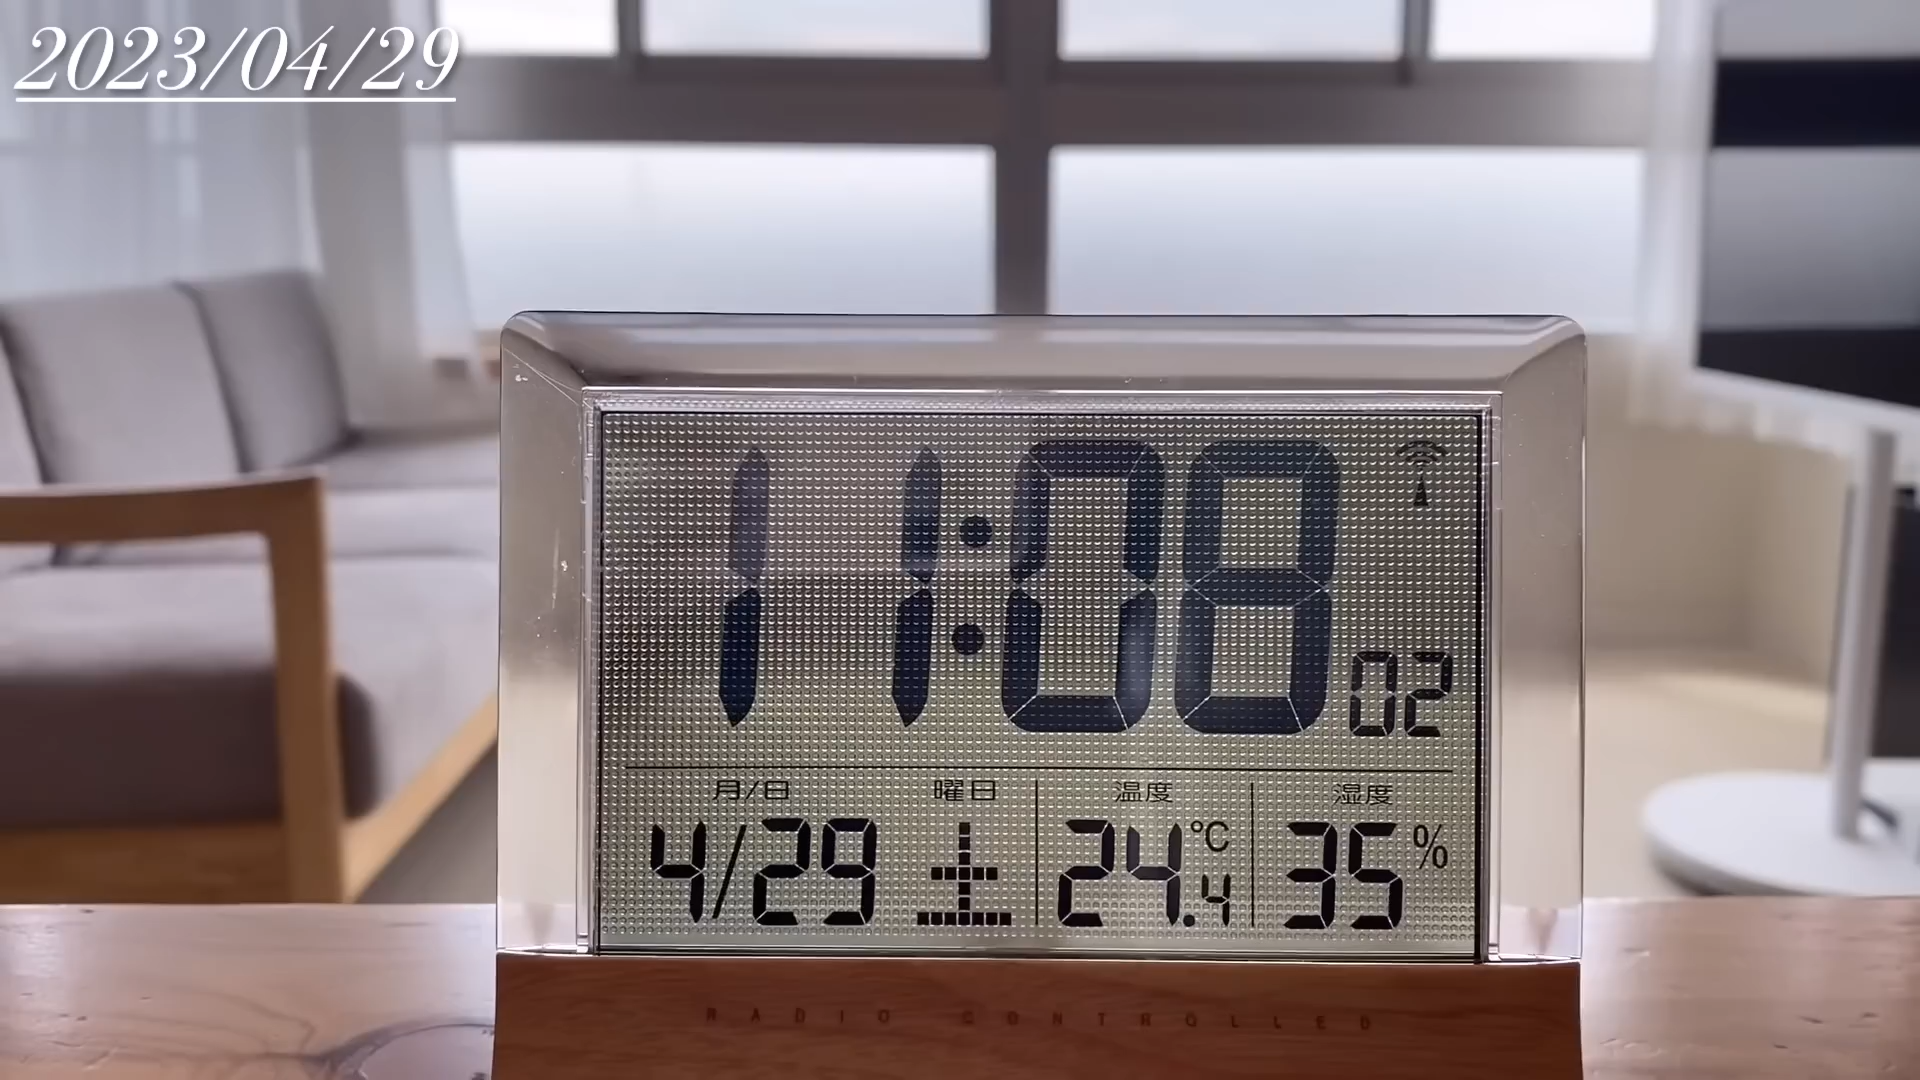 2023/04/29
11:08 02
月/日 曜日 温度 湿度
4/29 土 24.4℃ 35%
RADIO CONTROLLED